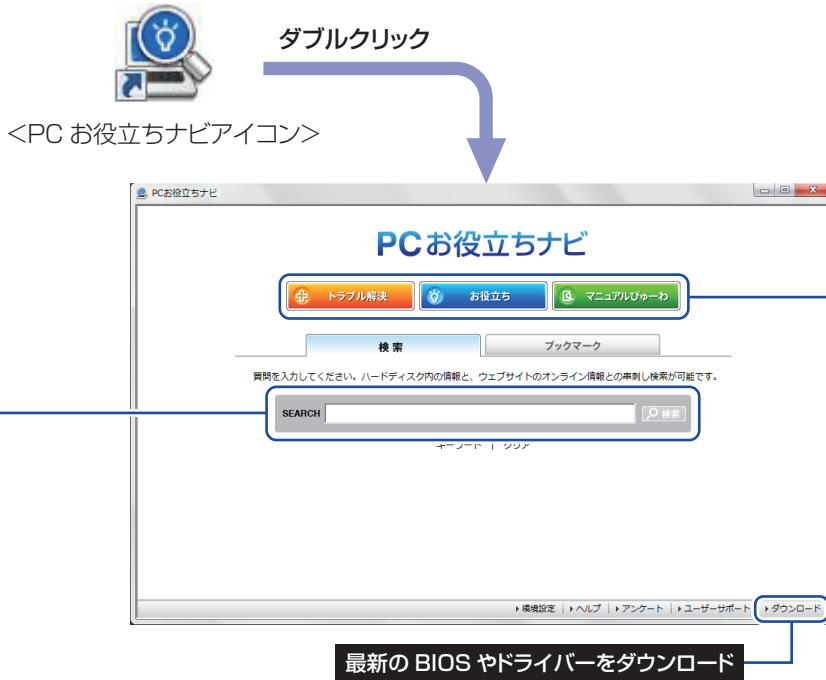 ダブルクリック
<PC お役立ちナビアイコン>
PCお役立ちナビ
PCお役立ちナビ
トラブル解決 お役立ち マニュアルびゅーわ
検索 ブックマーク
質問を入力してください。ハードディスク内の情報と、ウェブサイトのオンライン情報との串刺し検索が可能です。
SEARCH 検索
キーワード | クリア
環境設定 ヘルプ アンケート ユーザーサポート ダウンロード
最新の BIOS やドライバーをダウンロード